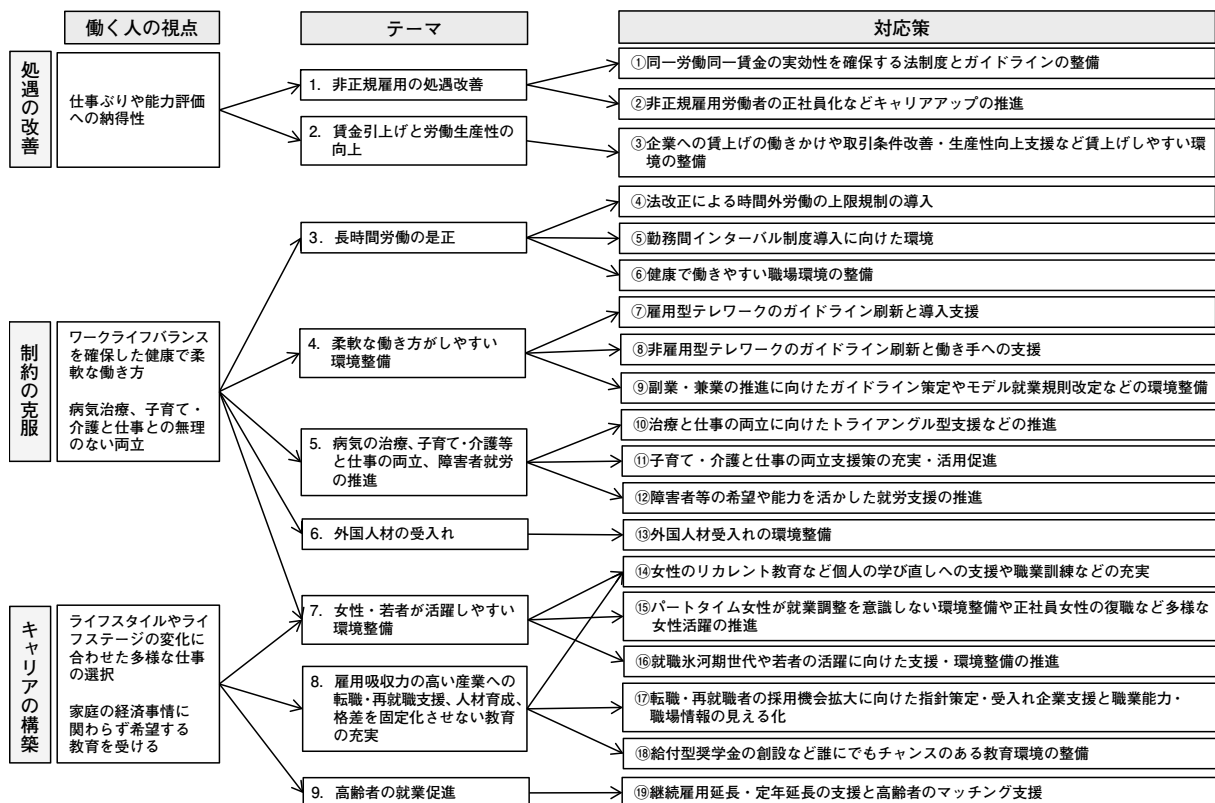 働く人の視点
テーマ
対応策
処遇の改善
仕事ぶりや能力評価
への納得性
1. 非正規雇用の処遇改善
2. 賃金引上げと労働生産性の
向上
①同一労働同一賃金の実効性を確保する法制度とガイドラインの整備
②非正規雇用労働者の正社員化などキャリアアップの推進
③企業への賃上げの働きかけや取引条件改善・生産性向上支援など賃上げしやすい環
境の整備
制約の克服
ワークライフバランス
を確保した健康で柔
軟な働き方
病気治療、子育て・
介護と仕事との無理
のない両立
3. 長時間労働の是正
4. 柔軟な働き方がしやすい
環境整備
5. 病気の治療、子育て・介護等
と仕事の両立、障害者就労
の推進
6. 外国人材の受入れ
④法改正による時間外労働の上限規制の導入
⑤勤務間インターバル制度導入に向けた環境
⑥健康で働きやすい職場環境の整備
⑦雇用型テレワークのガイドライン刷新と導入支援
⑧非雇用型テレワークのガイドライン刷新と働き手への支援
⑨副業・兼業の推進に向けたガイドライン策定やモデル就業規則改定などの環境整備
⑩治療と仕事の両立に向けたトライアングル型支援などの推進
⑪子育て・介護と仕事の両立支援策の充実・活用促進
⑫障害者等の希望や能力を活かした就労支援の推進
⑬外国人材受入れの環境整備
キャリアの構築
ライフスタイルやライ
フステージの変化に
合わせた多様な仕事
の選択
家庭の経済事情に
関わらず希望する
教育を受ける
7. 女性・若者が活躍しやすい
環境整備
8. 雇用吸収力の高い産業への
転職・再就職支援、人材育成、
格差を固定化させない教育
の充実
9. 高齢者の就業促進
⑭女性のリカレント教育など個人の学び直しへの支援や職業訓練などの充実
⑮パートタイム女性が就業調整を意識しない環境整備や正社員女性の復職など多様な
女性活躍の推進
⑯就職氷河期世代や若者の活躍に向けた支援・環境整備の推進
⑰転職・再就職者の採用機会拡大に向けた指針策定・受入れ企業支援と職業能力・
職場情報の見える化
⑱給付型奨学金の創設など誰にでもチャンスのある教育環境の整備
⑲継続雇用延長・定年延長の支援と高齢者のマッチング支援